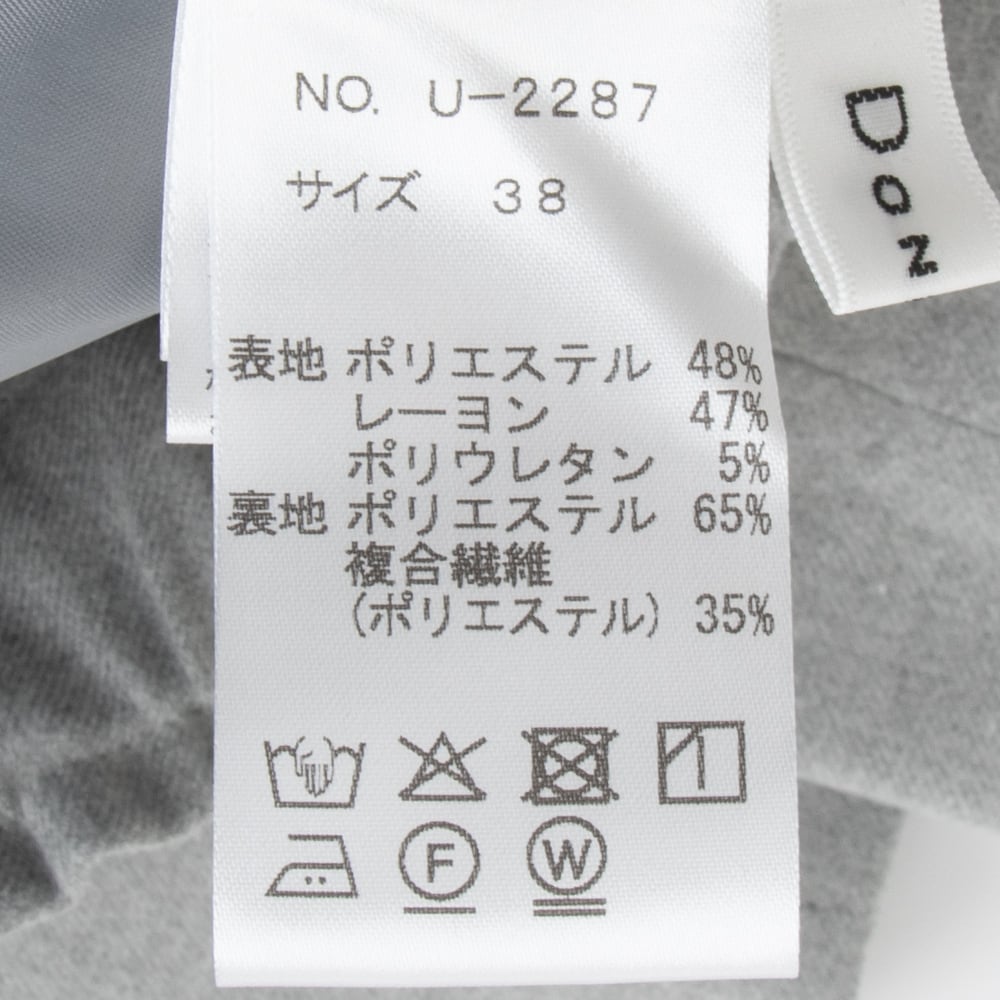 NO. U-2287
サイズ 38
表地 ポリエステル 48%
レーヨン 47%
ポリウレタン 5%
裏地 ポリエステル 65%
複合繊維
(ポリエステル) 35%
F W
DON